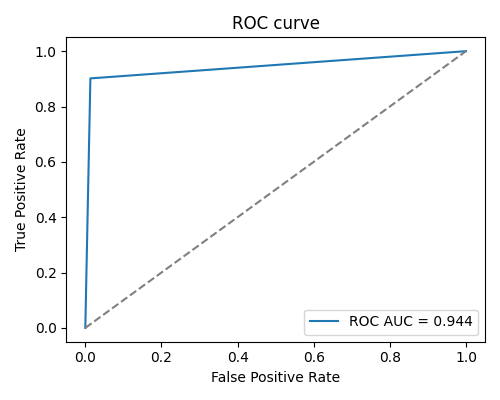 ROC curve
1.0
0.8
0.6
0.4
0.2
0.0
True Positive Rate
ROC AUC = 0.944
0.0 0.2 0.4 0.6 0.8 1.0
False Positive Rate